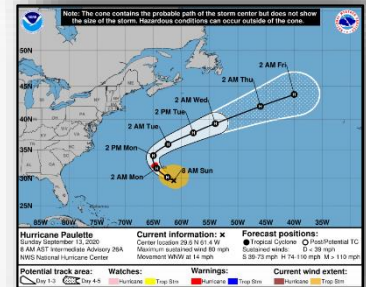 Note: The cone contains the probable path of the storm center but does not show
the size of the storm. Hazardous conditions can occur outside of the cone.
50N
2 AM Fri
45N
2 AM Thu
40N
2 AM Wed
2 PM Tue
35N
2 AM Tue
2 PM Mon
30N
2 AM Mon
8 AM Sun
25N
85W 80W 75W 70W 65W 60W 55W 50W 45W 40W 35W
Hurricane Paulette
Sunday September 13, 2020
8 AM AST Intermediate Advisory 26A
NWS National Hurricane Center
Current information: x
Center location 29.6 N 61.4 W
Maximum sustained wind 80 mph
Movement WNW at 14 mph
Forecast positions:
Tropical Cyclone Post/Potential TC
Sustained winds: D < 39 mph
S 39-73 mph H 74-110 mph M > 110 mph
Potential track area:
Day 1-3 Day 4-5
Watches:
Hurricane Trop Stm
Warnings:
Hurricane Trop Stm
Current wind extent:
Hurricane Trop Stm